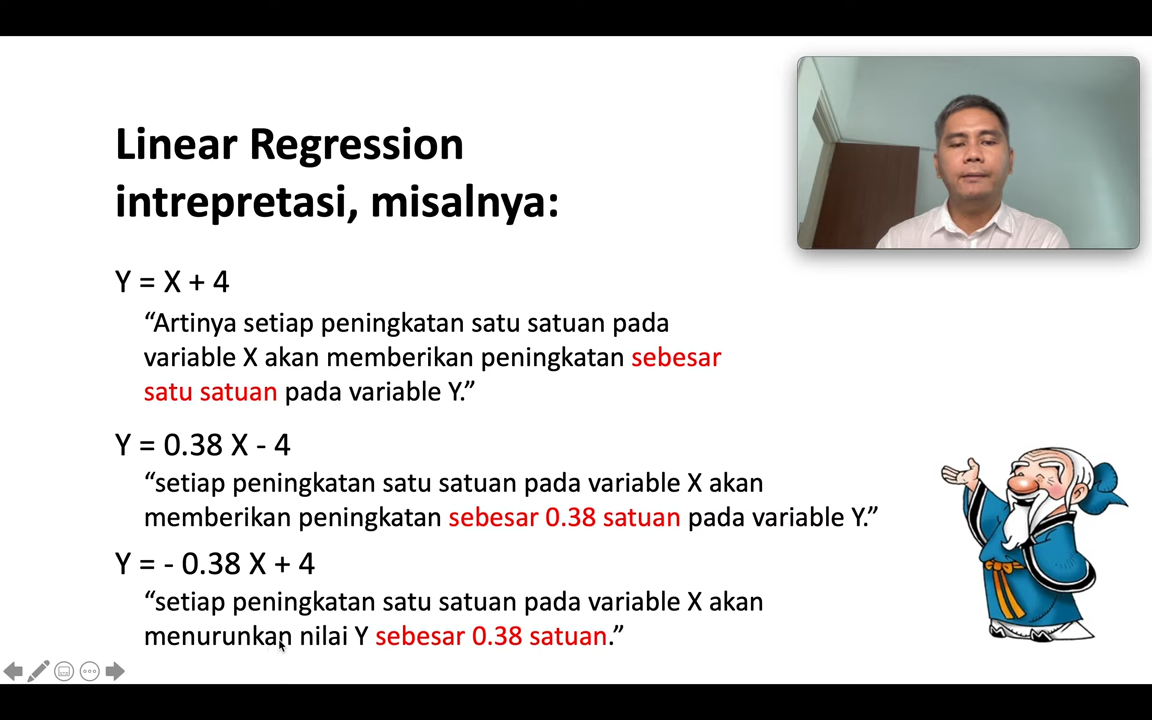 Linear Regression
intrepretasi, misalnya:
Y = X + 4
“Artinya setiap peningkatan satu satuan pada
variable X akan memberikan peningkatan sebesar
satu satuan pada variable Y.”
Y = 0.38 X - 4
“setiap peningkatan satu satuan pada variable X akan
memberikan peningkatan sebesar 0.38 satuan pada variable Y.”
Y = - 0.38 X + 4
“setiap peningkatan satu satuan pada variable X akan
menurunkan nilai Y sebesar 0.38 satuan.”